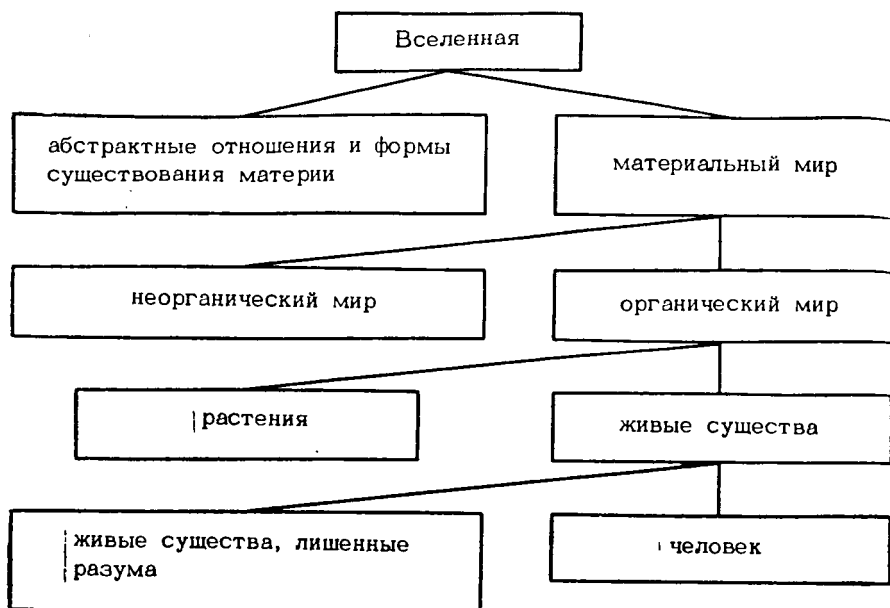 Вселенная
абстрактные отношения и формы
существования материи
материальный мир
неорганический мир
органический мир
растения
живые существа
живые существа, лишенные
разума
человек